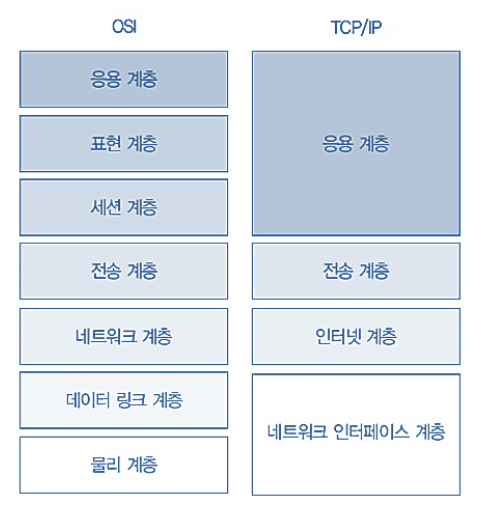 OSI
TCP/IP
응용 계층
표현 계층
세션 계층
전송 계층
네트워크 계층
데이터 링크 계층
물리 계층
응용 계층
전송 계층
인터넷 계층
네트워크 인터페이스 계층